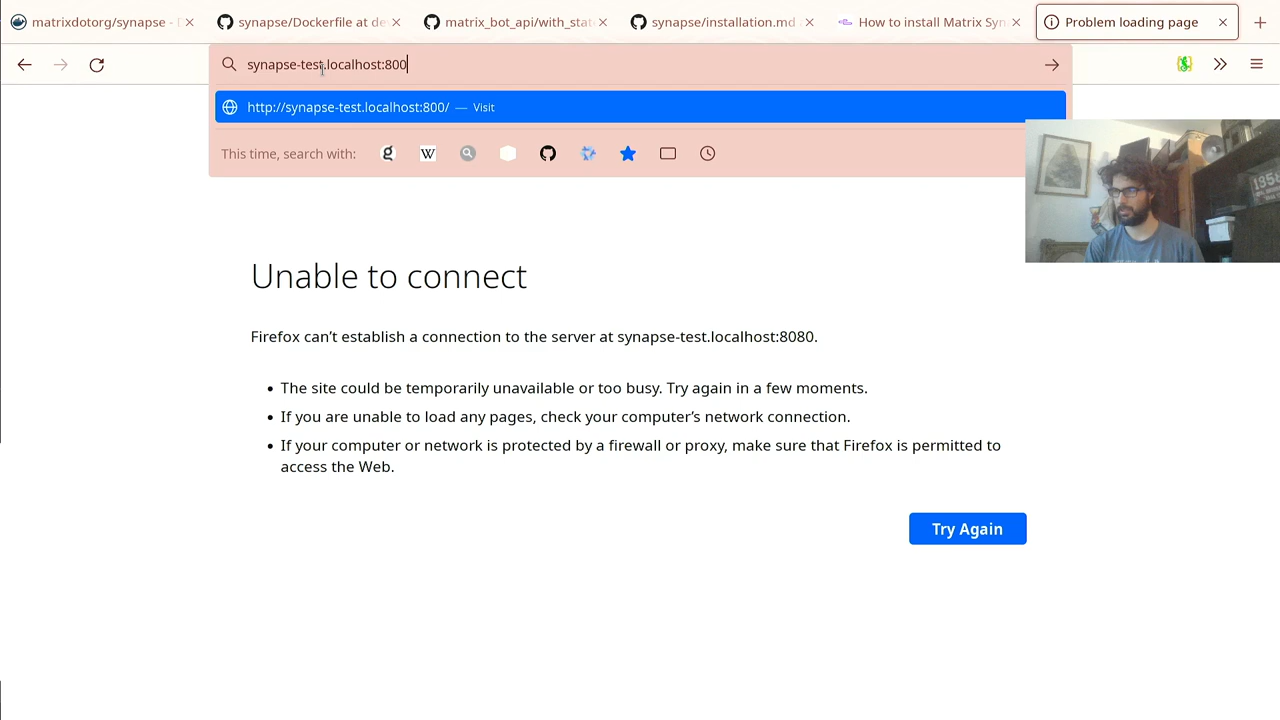 matrixdotorg/synapse - D
synapse/Dockerfile at de
matrix_bot_api/with_stat
synapse/installation.md
How to install Matrix Syn
Problem loading page
synapse-test.localhost:800
http://synapse-test.localhost:800/ — Visit
This time, search with:
1958
Unable to connect
Firefox can't establish a connection to the server at synapse-test.localhost:8080.
• The site could be temporarily unavailable or too busy. Try again in a few moments.
• If you are unable to load any pages, check your computer's network connection.
• If your computer or network is protected by a firewall or proxy, make sure that Firefox is permitted to
access the Web.
Try Again